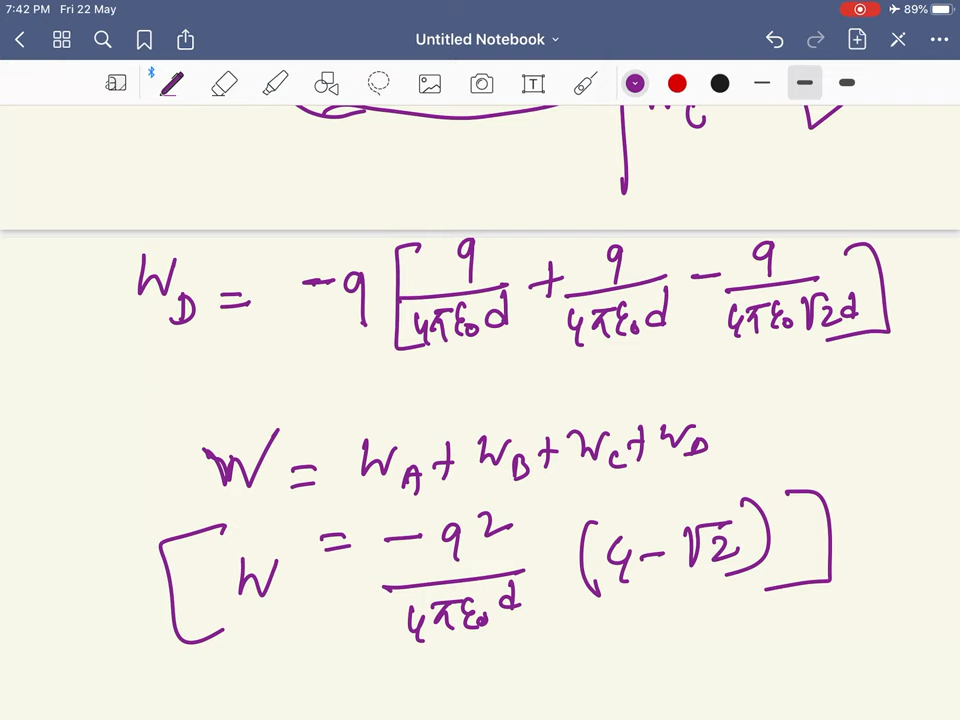 7:42 PM Fri 22 May 89%
Untitled Notebook
W_C
W_D = -q [ q/(4πε₀d) + q/(4πε₀d) - q/(4πε₀√2d) ]
W = W_A + W_B + W_C + W_D
[ W = -q²/(4πε₀d) (4 - √2) ]